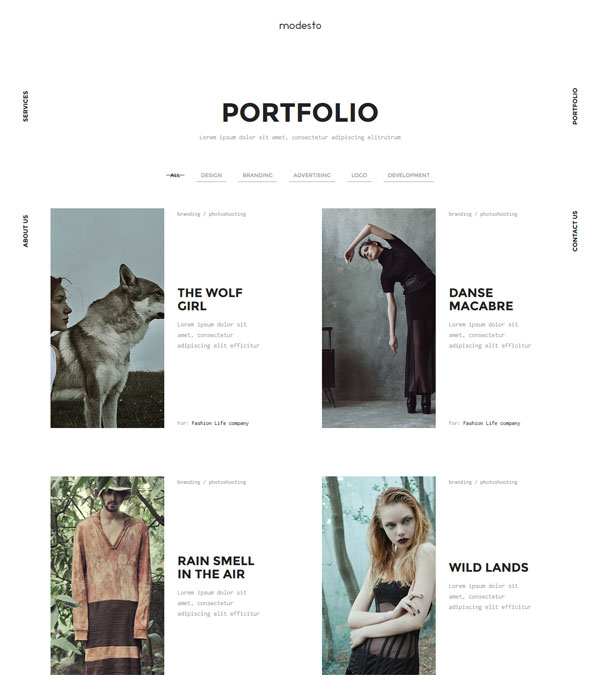 modesto
SERVICES
PORTFOLIO
PORTFOLIO
Lorem ipsum dolor sit amet, consectetur adipiscing elitrutrum
ALL DESIGN BRANDING ADVERTISING LOGO DEVELOPMENT
ABOUT US
CONTACT US
branding / photoshooting
THE WOLF
GIRL
Lorem ipsum dolor sit
amet, consectetur
adipiscing elit efficitur
For: Fashion Life company
branding / photoshooting
DANSE
MACABRE
Lorem ipsum dolor sit
amet, consectetur
adipiscing elit efficitur
For: Fashion Life company
branding / photoshooting
RAIN SMELL
IN THE AIR
Lorem ipsum dolor sit
amet, consectetur
adipiscing elit efficitur
branding / photoshooting
WILD LANDS
Lorem ipsum dolor sit
amet, consectetur
adipiscing elit efficitur